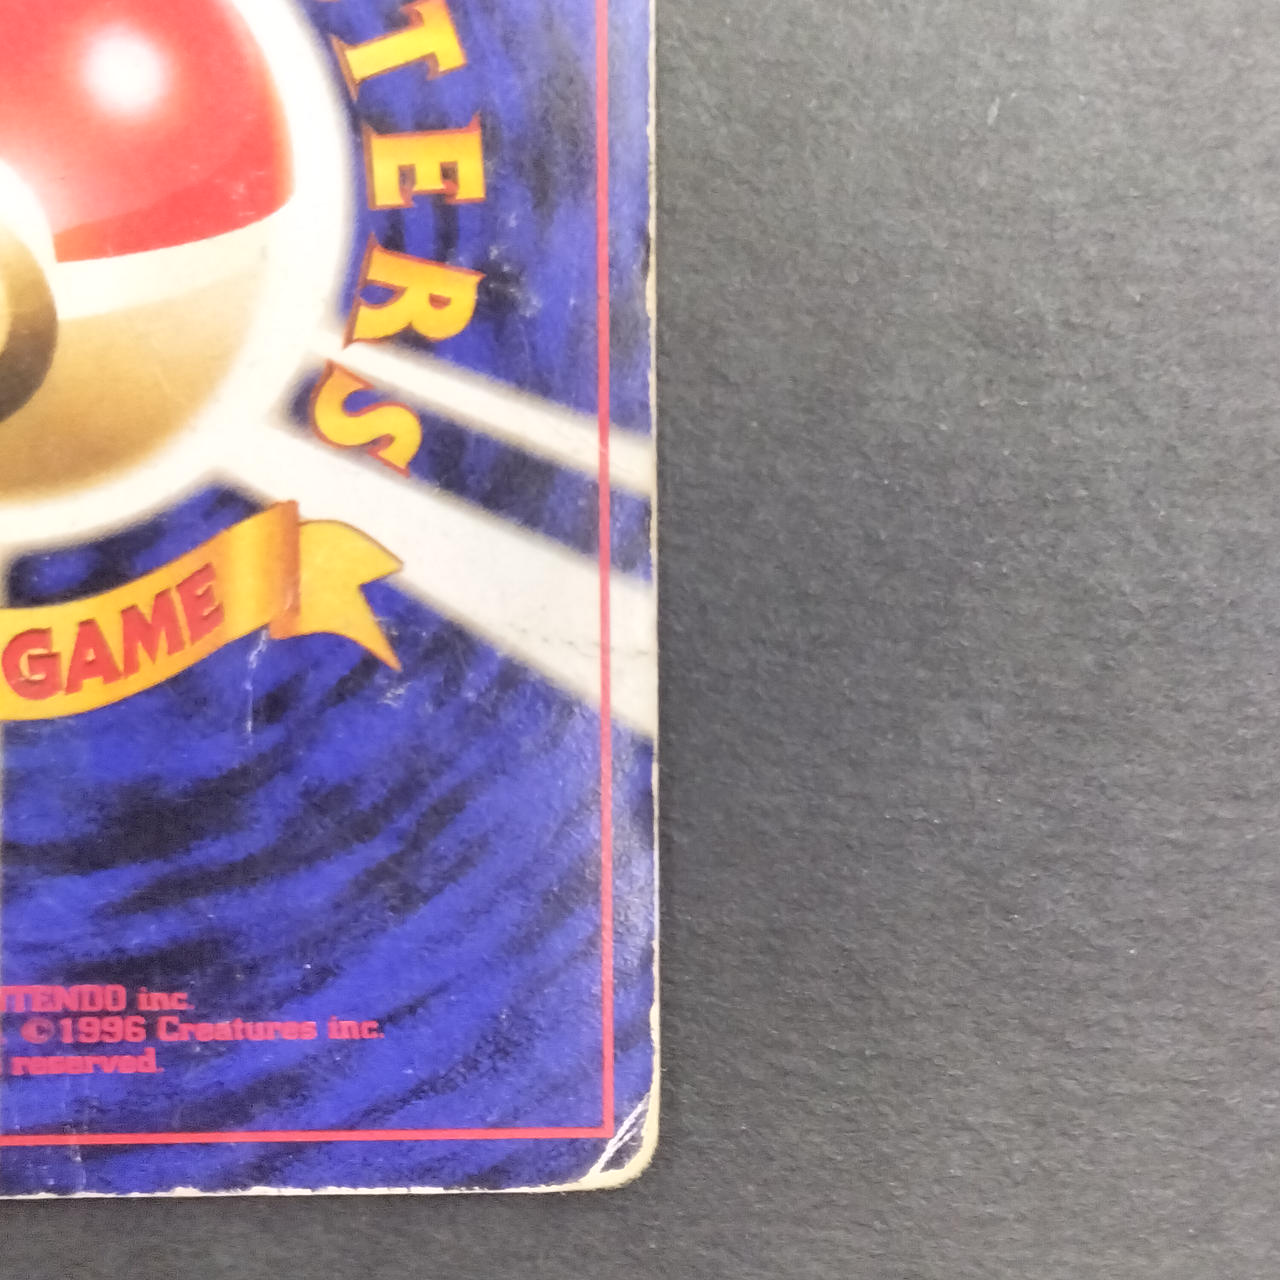 TERS
GAME
NTENDO inc.
. ©1996 Creatures inc.
reserved.